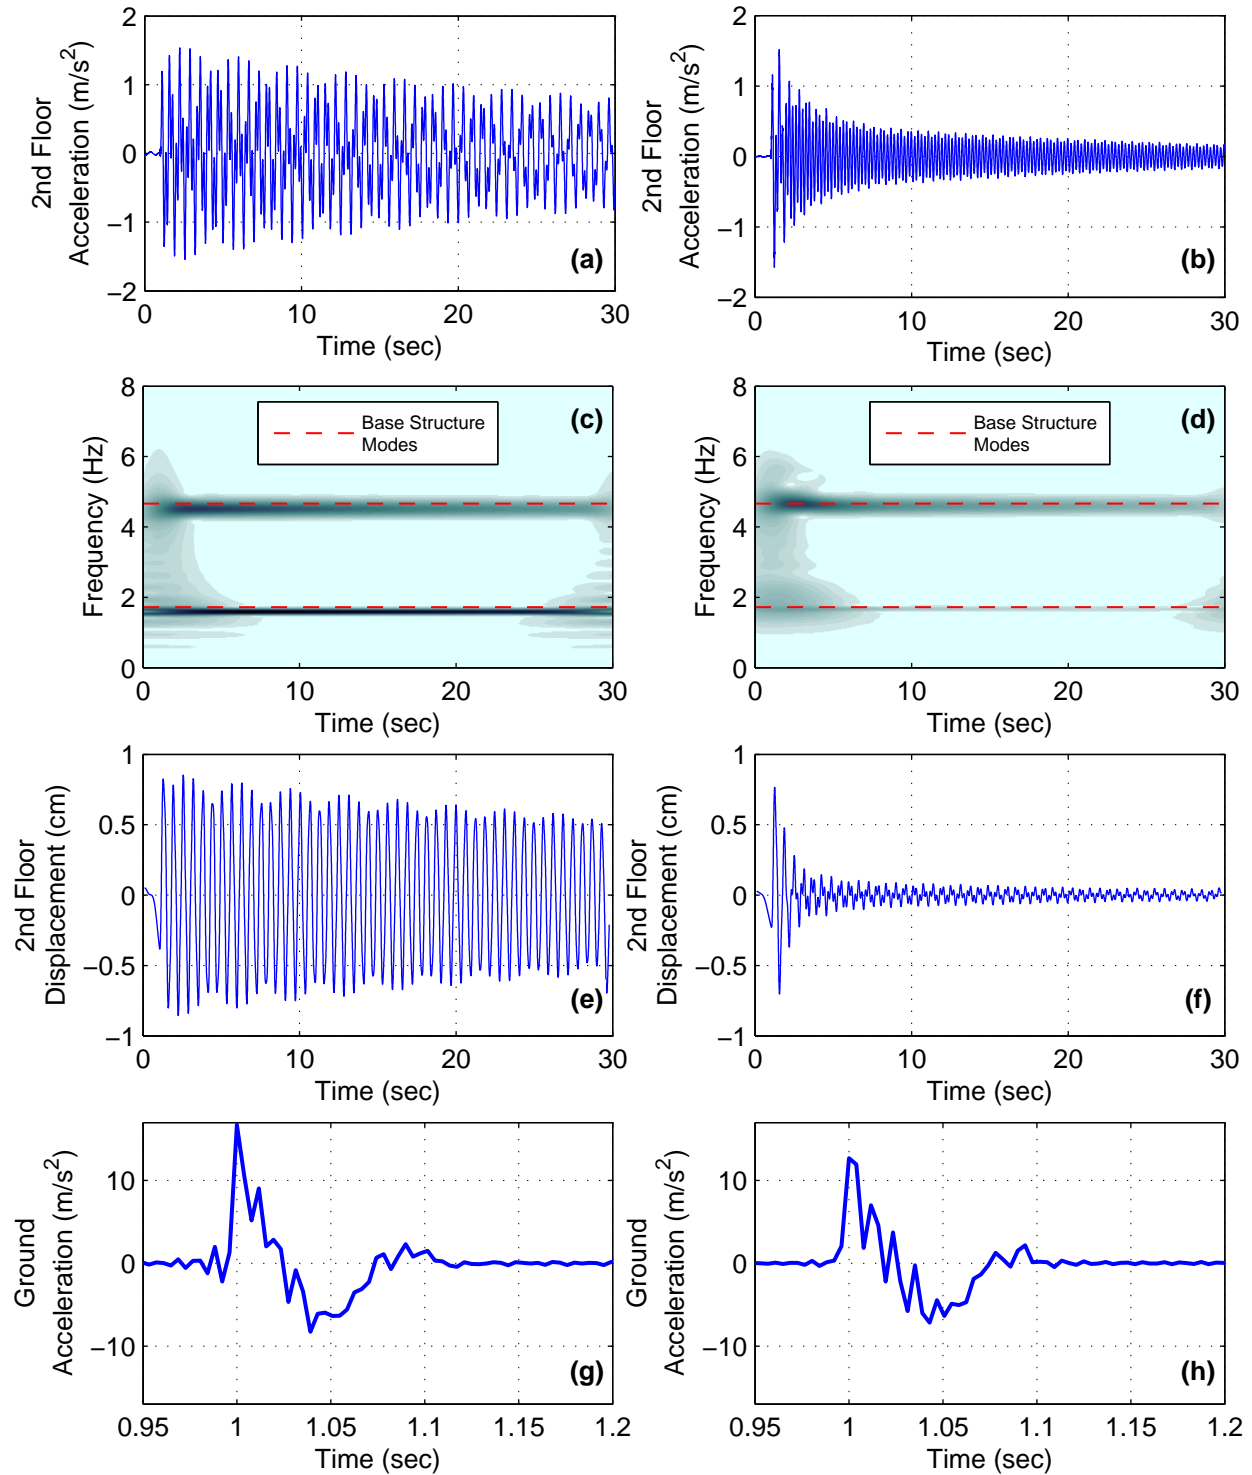 2
1
0
−1
−2
2nd Floor
Acceleration (m/s²)
(a)
0
10
20
30
Time (sec)
2
1
0
−1
−2
2nd Floor
Acceleration (m/s²)
(b)
0
10
20
30
Time (sec)
8
6
4
2
0
Frequency (Hz)
Base Structure
Modes
(c)
0
10
20
30
Time (sec)
8
6
4
2
0
Frequency (Hz)
Base Structure
Modes
(d)
0
10
20
30
Time (sec)
1
0.5
0
−0.5
−1
2nd Floor
Displacement (cm)
(e)
0
10
20
30
Time (sec)
1
0.5
0
−0.5
−1
2nd Floor
Displacement (cm)
(f)
0
10
20
30
Time (sec)
10
0
−10
Ground
Acceleration (m/s²)
(g)
0.95
1
1.05
1.1
1.15
1.2
Time (sec)
10
0
−10
Ground
Acceleration (m/s²)
(h)
0.95
1
1.05
1.1
1.15
1.2
Time (sec)